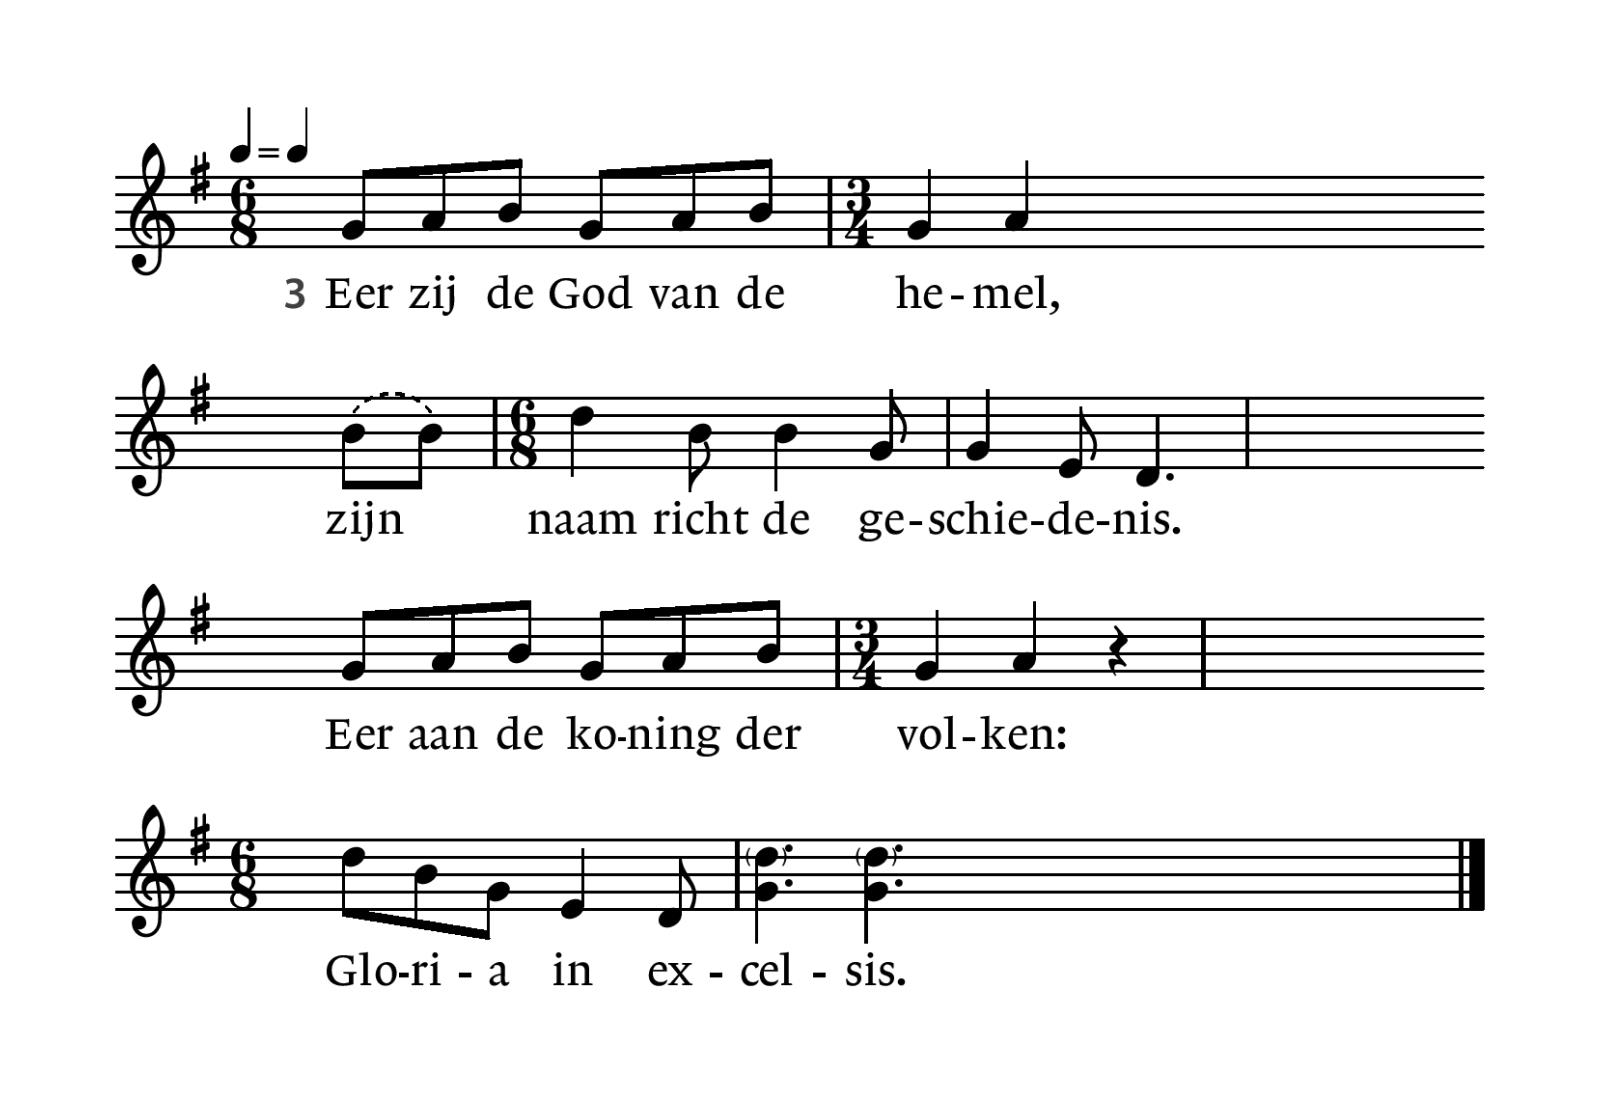 3 Eer zij de God van de he-mel,
zijn naam richt de ge-schie-de-nis.
Eer aan de ko-ning der vol-ken:
Glo-ri-a in ex-cel-sis.